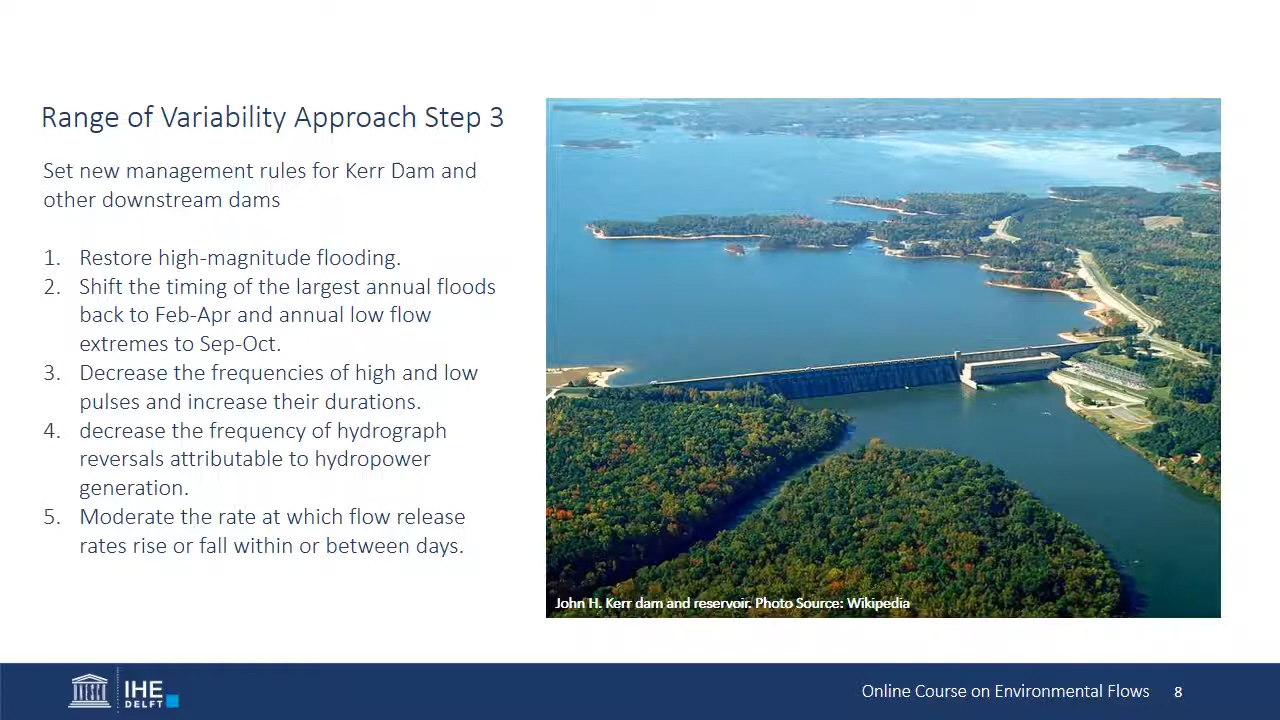 Range of Variability Approach Step 3
Set new management rules for Kerr Dam and
other downstream dams
1. Restore high-magnitude flooding.
2. Shift the timing of the largest annual floods
back to Feb-Apr and annual low flow
extremes to Sep-Oct.
3. Decrease the frequencies of high and low
pulses and increase their durations.
4. decrease the frequency of hydrograph
reversals attributable to hydropower
generation.
5. Moderate the rate at which flow release
rates rise or fall within or between days.
John H. Kerr dam and reservoir. Photo Source: Wikipedia
IHE
DELFT
Online Course on Environmental Flows 8